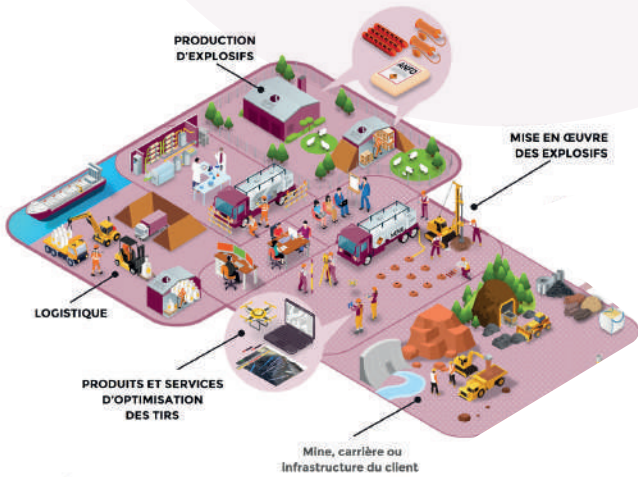 PRODUCTION
D'EXPLOSIFS
ANFO
MISE EN ŒUVRE
DES EXPLOSIFS
LOGISTIQUE
PRODUITS ET SERVICES
D'OPTIMISATION
DES TIRS
Mine, carrière ou
infrastructure du client